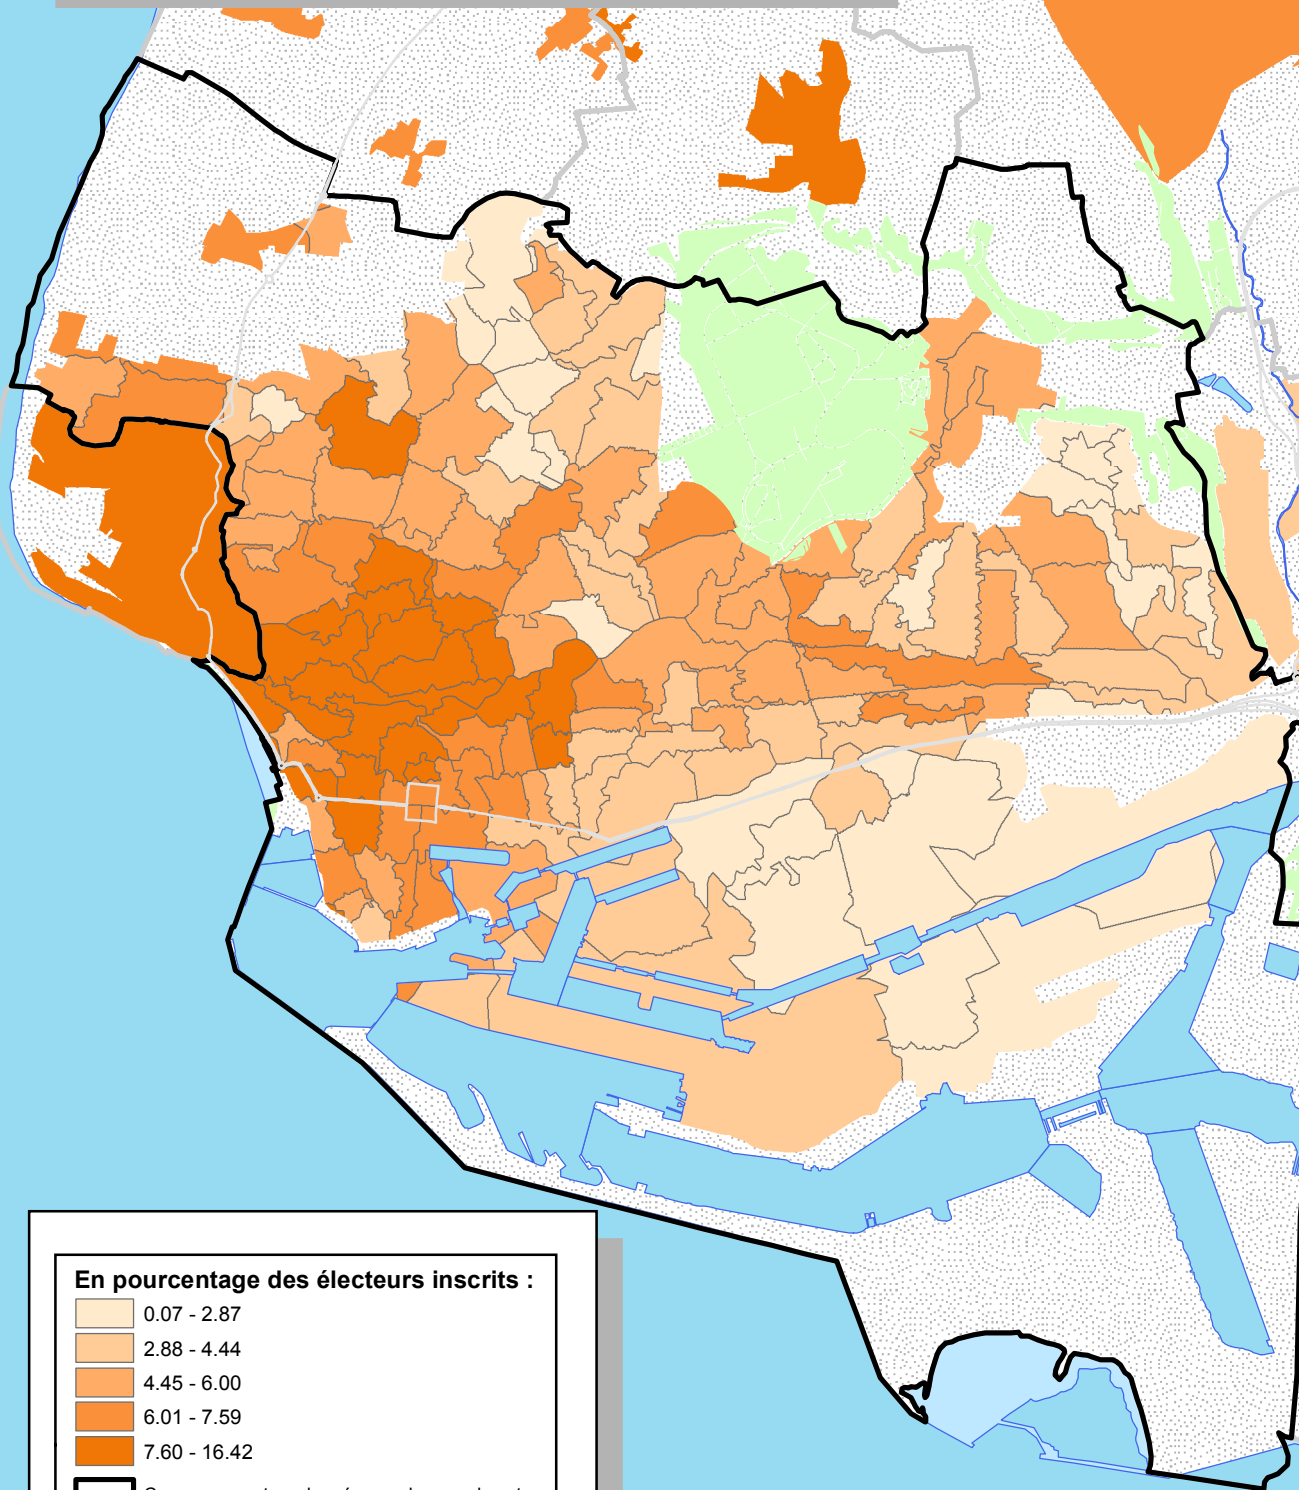 En pourcentage des électeurs inscrits :
0.07 - 2.87
2.88 - 4.44
4.45 - 6.00
6.01 - 7.59
7.60 - 16.42